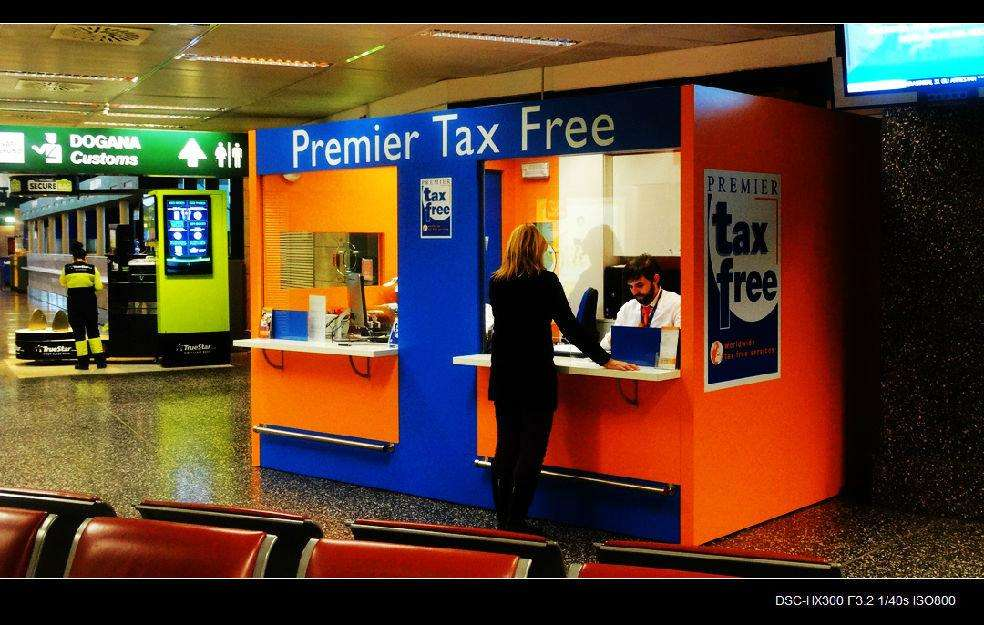 DOGANA
Customs
SECURE
TrueStar
TrueStar
Premier Tax Free
PREMIER
tax
free
PREMIER
tax
free
worldwide
tax free services
DSC-HX300 F3.2 1/40s ISO800